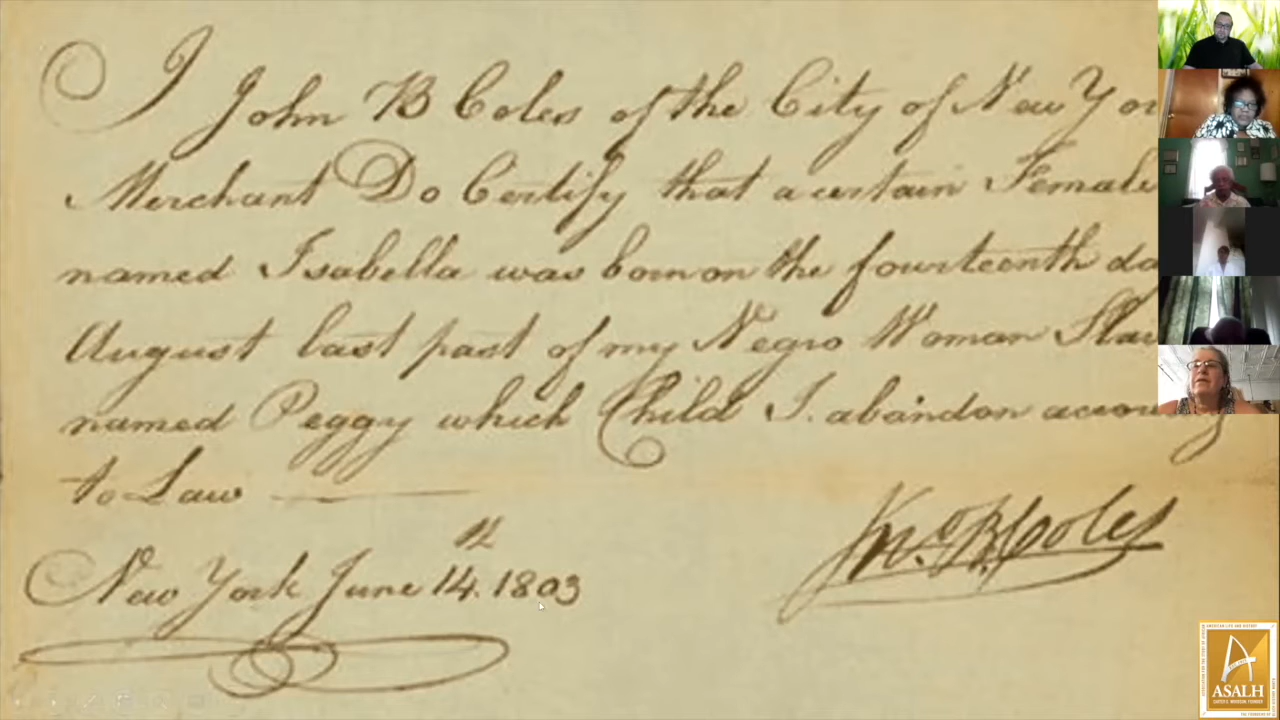 I John B Coles of the City of New Yo
Merchant Do Certify that a certain Female
named Isabella was born on the fourteenth da
August last past of my Negro Woman Slav
named Peggy which Child I. abandon
to Law
New York June 14. 1803
Jno. B. Coles
ASALH